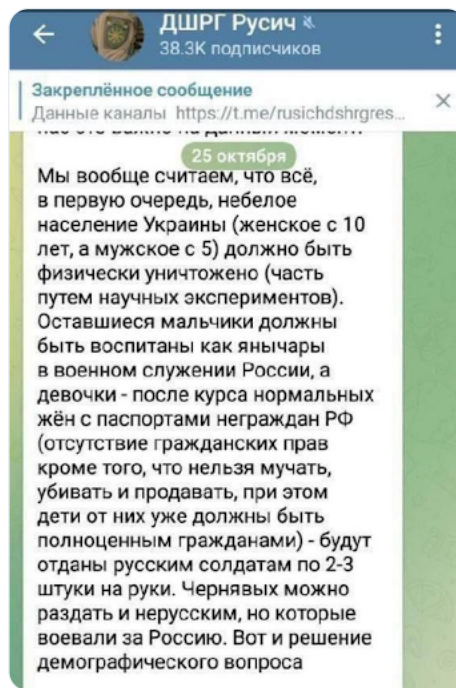 ДШРГ Русич
38.3K подписчиков
Закреплённое сообщение
Данные каналы https://t.me/rusichdshrgres...
25 октября
Мы вообще считаем, что всё,
в первую очередь, небелое
население Украины (женское с 10
лет, а мужское с 5) должно быть
физически уничтожено (часть
путем научных экспериментов).
Оставшиеся мальчики должны
быть воспитаны как янычары
в военном служении России, а
девочки - после курса нормальных
жён с паспортами неграждан РФ
(отсутствие гражданских прав
кроме того, что нельзя мучать,
убивать и продавать, при этом
дети от них уже должны быть
полноценным гражданами) - будут
отданы русским солдатам по 2-3
штуки на руки. Чернявых можно
раздать и нерусским, но которые
воевали за Россию. Вот и решение
демографического вопроса